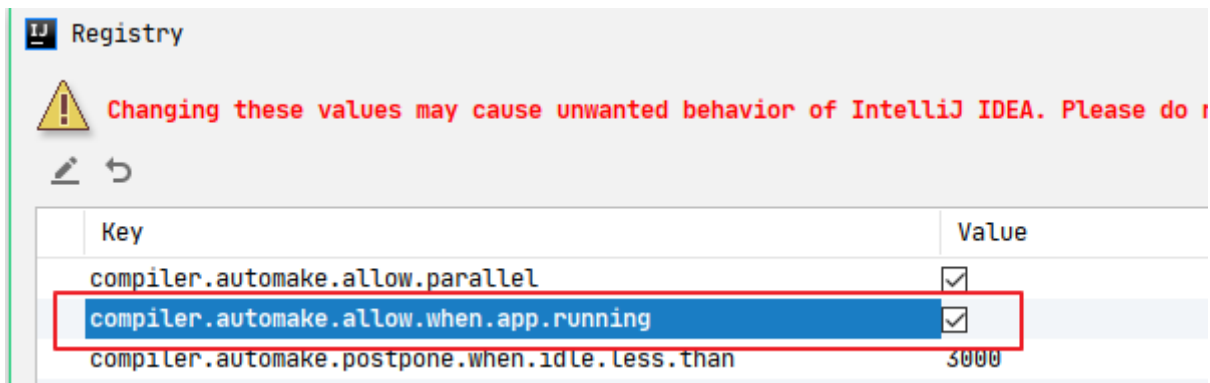 IJ Registry
Changing these values may cause unwanted behavior of IntelliJ IDEA. Please do
Key Value
compiler.automake.allow.parallel
compiler.automake.allow.when.app.running
compiler.automake.postpone.when.idle.less.than 3000